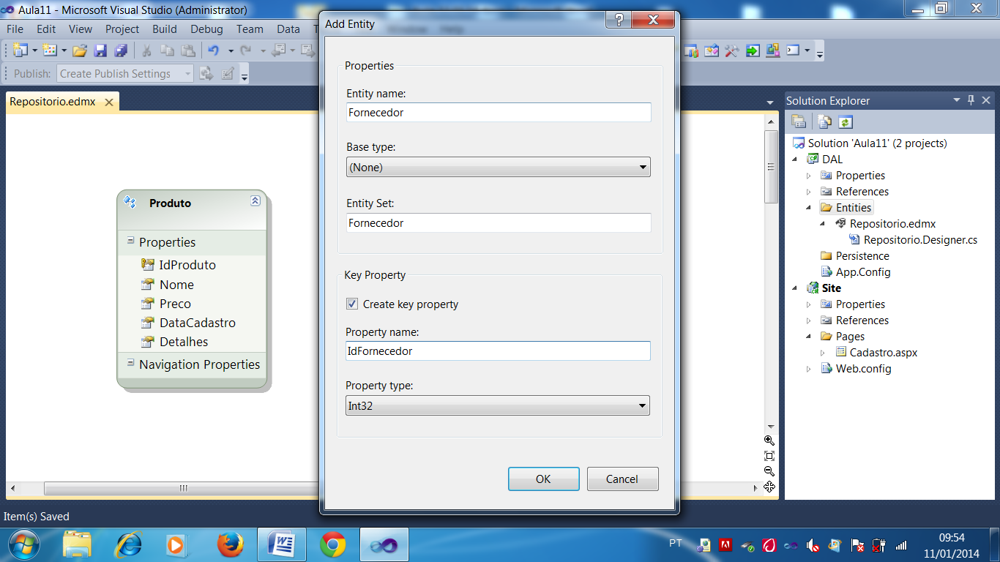 Aula11 - Microsoft Visual Studio (Administrator)
File Edit View Project Build Debug Team Data
Window Help
Publish: Create Publish Settings
Repositorio.edmx
Produto
Properties
IdProduto
Nome
Preco
DataCadastro
Detalhes
Navigation Properties
Add Entity
Properties
Entity name:
Fornecedor
Base type:
(None)
Entity Set:
Fornecedor
Key Property
Create key property
Property name:
IdFornecedor
Property type:
Int32
OK Cancel
Solution Explorer
Solution 'Aula11' (2 projects)
DAL
Properties
References
Entities
Repositorio.edmx
Repositorio.Designer.cs
Persistence
App.Config
Site
Properties
References
Pages
Cadastro.aspx
Web.config
Item(s) Saved
PT
09:54
11/01/2014